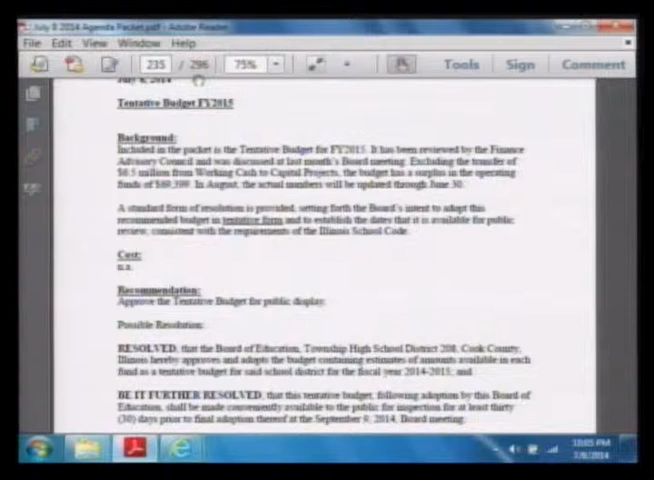 July 8 2014 Agenda Packet.pdf - Adobe Reader
File Edit View Window Help
235 / 296 75% Tools Sign Comment
July 8, 2014
Tentative Budget FY2015
Background:
Included in the packet is the Tentative Budget for FY2015. It has been reviewed by the Finance
Advisory Council and was discussed at last month's Board meeting. Excluding the transfer of
$6.5 million from Working Cash to Capital Projects, the budget has a surplus in the operating
funds of $69,399. In August, the actual numbers will be updated through June 30.
A standard form of resolution is provided, setting forth the Board's intent to adopt this
recommended budget in tentative form and to establish the dates that it is available for public
review, consistent with the requirements of the Illinois School Code.
Cost:
n.a.
Recommendation:
Approve the Tentative Budget for public display.
Possible Resolution:
RESOLVED, that the Board of Education, Township High School District 208, Cook County,
Illinois hereby approves and adopts the budget containing estimates of amounts available in each
fund as a tentative budget for said school district for the fiscal year 2014-2015; and
BE IT FURTHER RESOLVED, that this tentative budget, following adoption by this Board of
Education, shall be made conveniently available to the public for inspection for at least thirty
(30) days prior to final adoption thereof at the September 9, 2014, Board meeting.
10:05 PM
7/8/2014